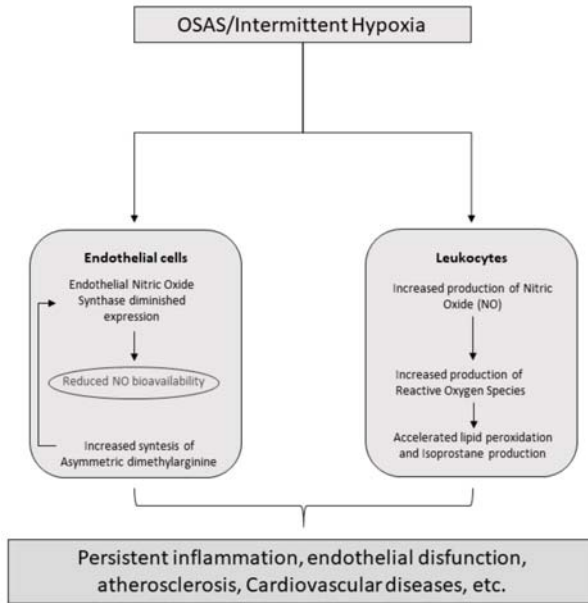 OSAS/Intermittent Hypoxia
Endothelial cells
Endothelial Nitric Oxide
Synthase diminished
expression
Reduced NO bioavailability
Increased syntesis of
Asymmetric dimethylarginine
Leukocytes
Increased production of Nitric
Oxide (NO)
Increased production of
Reactive Oxygen Species
Accelerated lipid peroxidation
and Isoprostane production
Persistent inflammation, endothelial disfunction,
atherosclerosis, Cardiovascular diseases, etc.